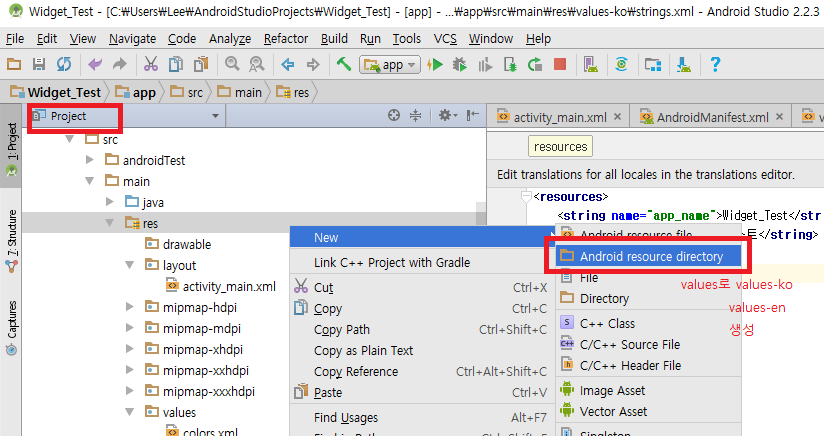 Widget_Test - [C:₩Users₩Lee₩AndroidStudioProjects₩Widget_Test] - [app] - ...₩app₩src₩main₩res₩values-ko₩strings.xml - Android Studio 2.2.3
File Edit View Navigate Code Analyze Refactor Build Run Tools VCS Window Help
app
Widget_Test app src main res
Project
activity_main.xml AndroidManifest.xml
1: Project
7: Structure
Captures
src
androidTest
main
java
res
drawable
layout
activity_main.xml
mipmap-hdpi
mipmap-mdpi
mipmap-xhdpi
mipmap-xxhdpi
mipmap-xxxhdpi
values
colors.xml
resources
Edit translations for all locales in the translations editor.
<resources>
<string name="app_name">Widget_Test</str
트</string>
New
Link C++ Project with Gradle
Cut Ctrl+X
Copy Ctrl+C
Copy Path Ctrl+Shift+C
Copy as Plain Text
Copy Reference Ctrl+Alt+Shift+C
Paste Ctrl+V
Find Usages Alt+F7
Android resource file
Android resource directory
File
Directory
C++ Class
C/C++ Source File
C/C++ Header File
Image Asset
Vector Asset
Singleton
values로 values-ko
values-en
생성